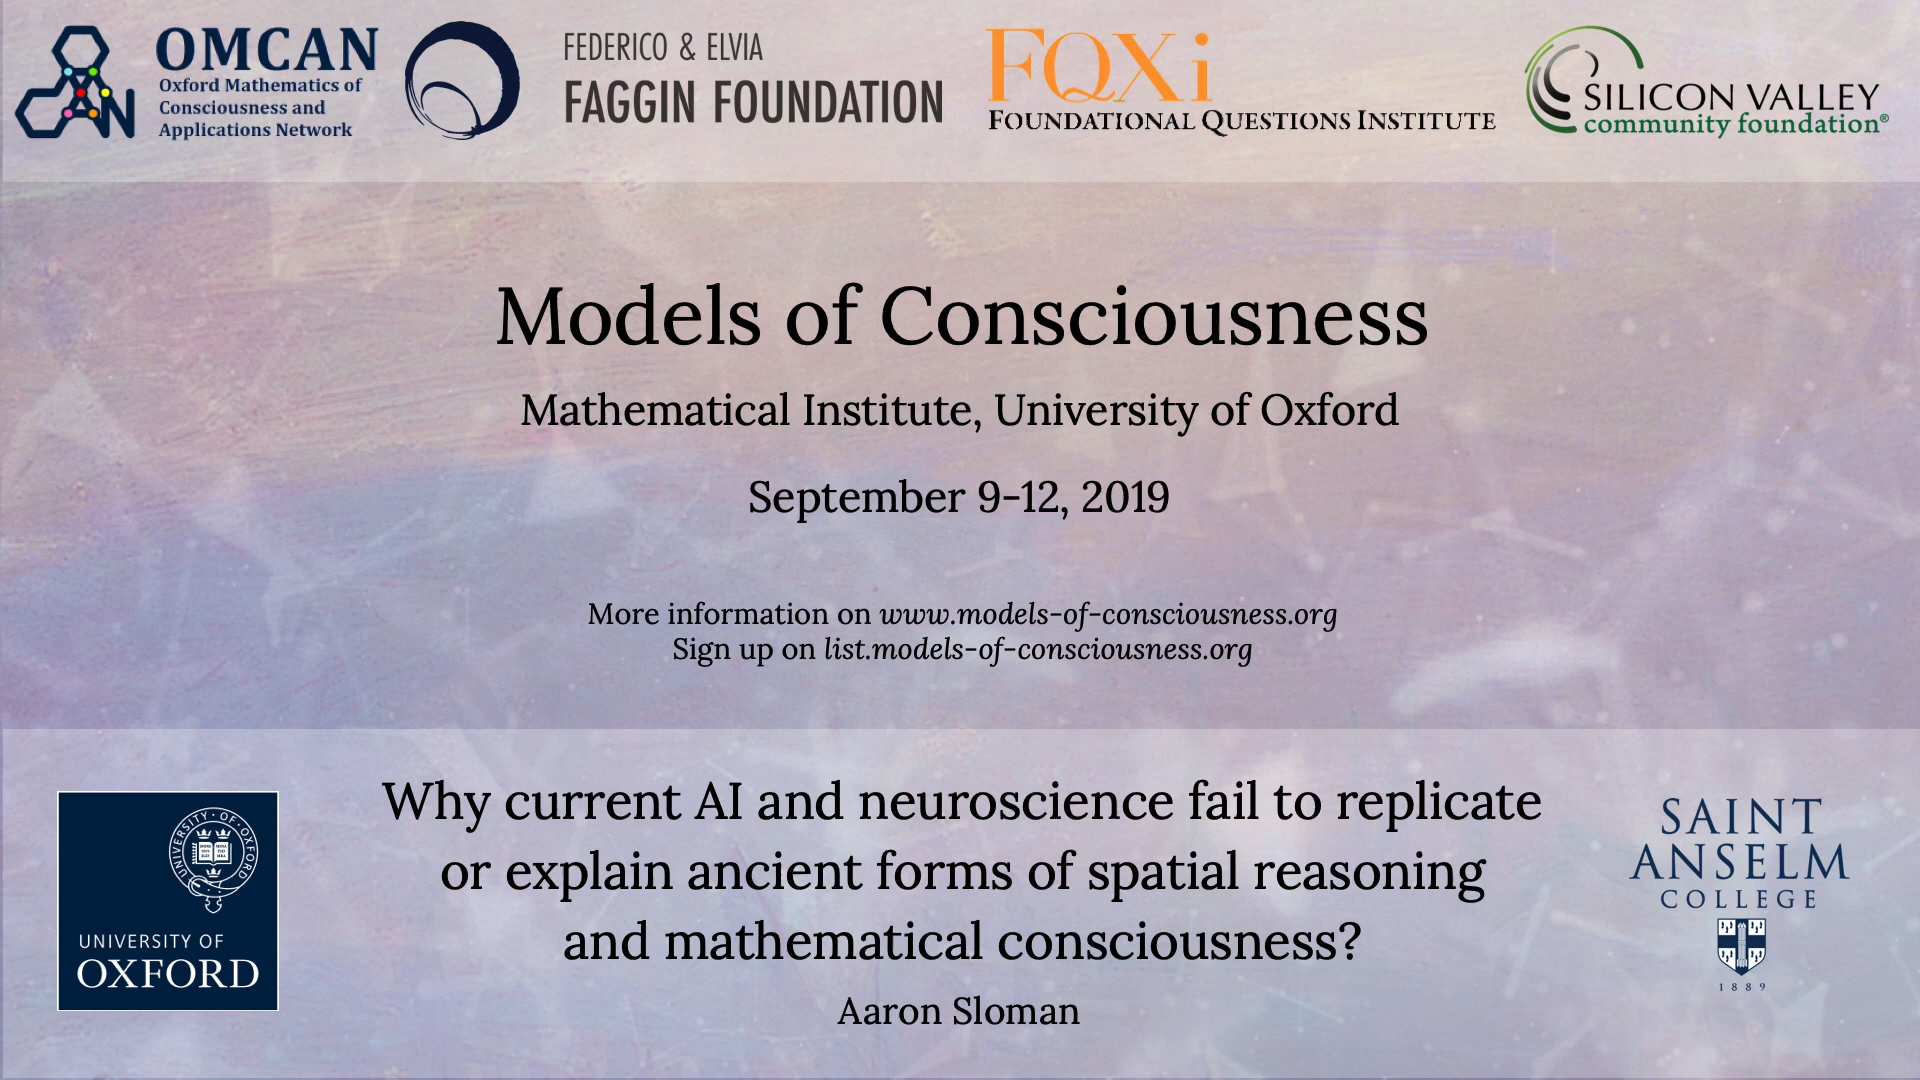 OMCAN
Oxford Mathematics of
Consciousness and
Applications Network
FEDERICO & ELVIA
FAGGIN FOUNDATION
FQXi
FOUNDATIONAL QUESTIONS INSTITUTE
SILICON VALLEY
community foundation®
Models of Consciousness
Mathematical Institute, University of Oxford
September 9-12, 2019
More information on www.models-of-consciousness.org
Sign up on list.models-of-consciousness.org
Why current AI and neuroscience fail to replicate
or explain ancient forms of spatial reasoning
and mathematical consciousness?
Aaron Sloman
UNIVERSITY·OF·OXFORD
UNIVERSITY OF
OXFORD
SAINT
ANSELM
COLLEGE
1889